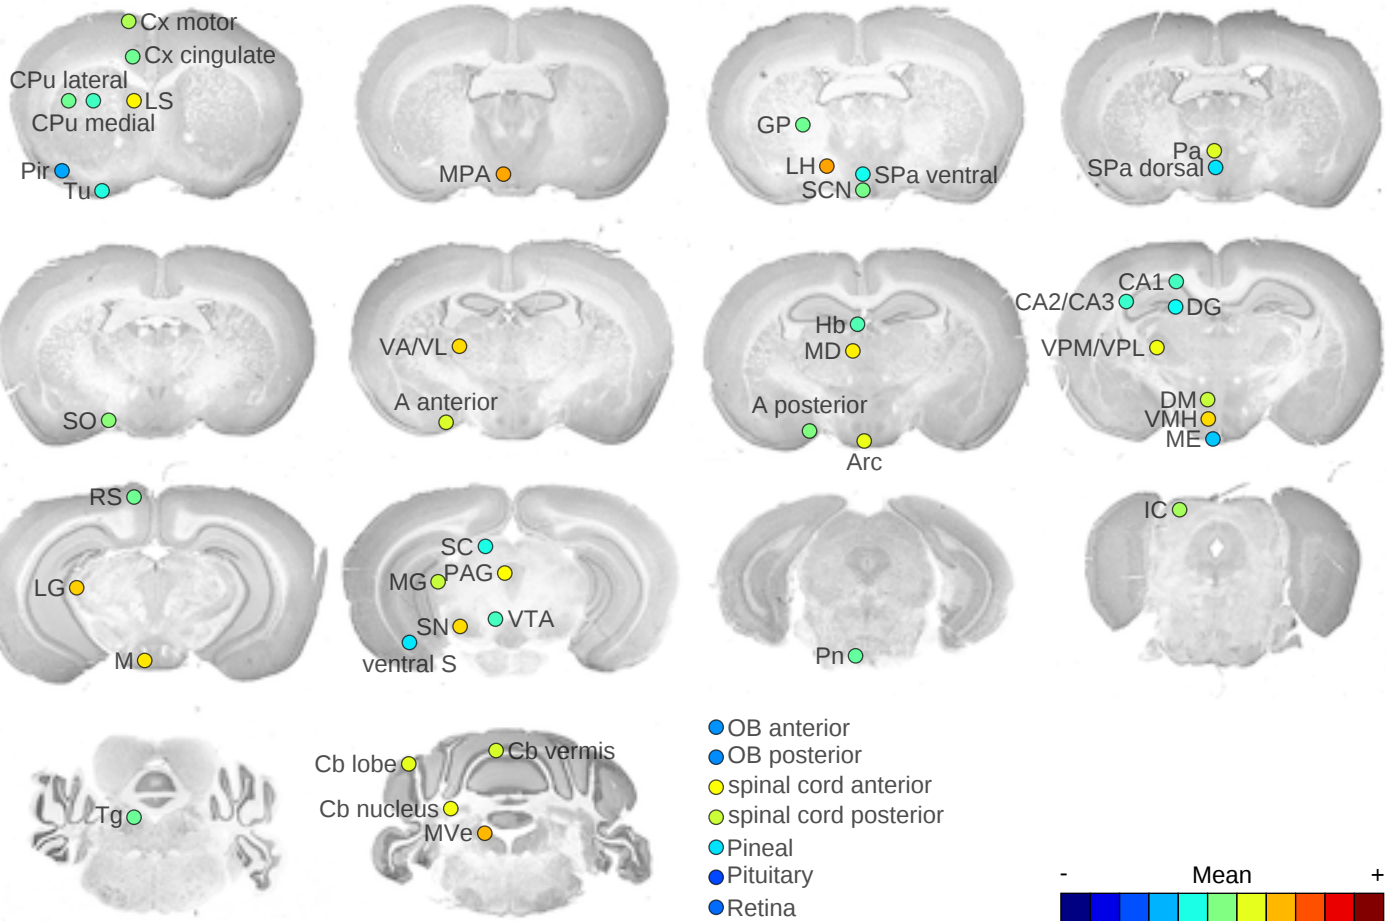 Cx motor
Cx cingulate
CPu lateral
LS
CPu medial
Pir
Tu
MPA
GP
LH
SPa ventral
SCN
Pa
SPa dorsal
SO
VA/VL
A anterior
Hb
MD
A posterior
Arc
CA1
CA2/CA3
DG
VPM/VPL
DM
VMH
ME
RS
LG
M
SC
PAG
MG
VTA
SN
ventral S
Pn
IC
Tg
Cb vermis
Cb lobe
Cb nucleus
MVe
OB anterior
OB posterior
spinal cord anterior
spinal cord posterior
Pineal
Pituitary
Retina
- Mean +